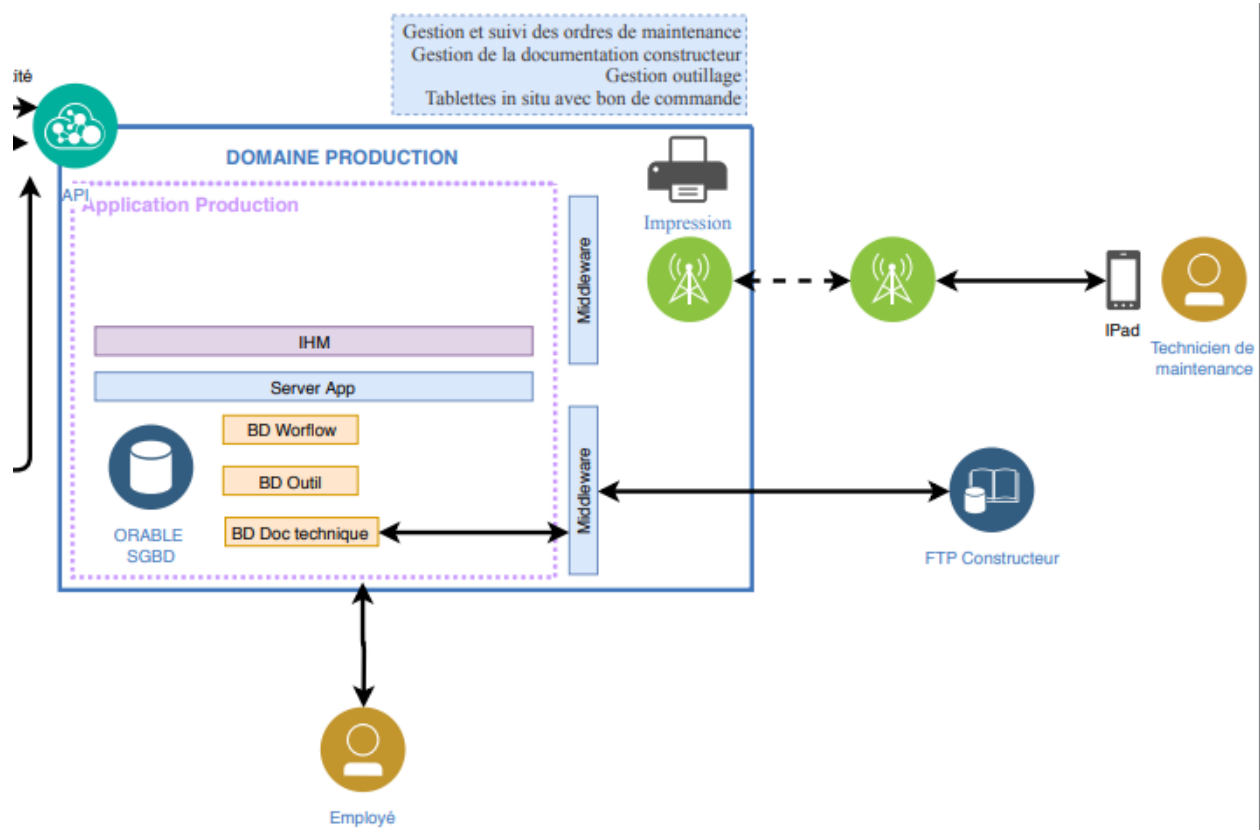 Gestion et suivi des ordres de maintenance
Gestion de la documentation constructeur
Gestion outillage
Tablettes in situ avec bon de commande
ité
DOMAINE PRODUCTION
API
Application Production
Impression
Middleware
IHM
Server App
BD Worflow
BD Outil
BD Doc technique
ORABLE
SGBD
Middleware
IPad
Technicien de
maintenance
FTP Constructeur
Employé